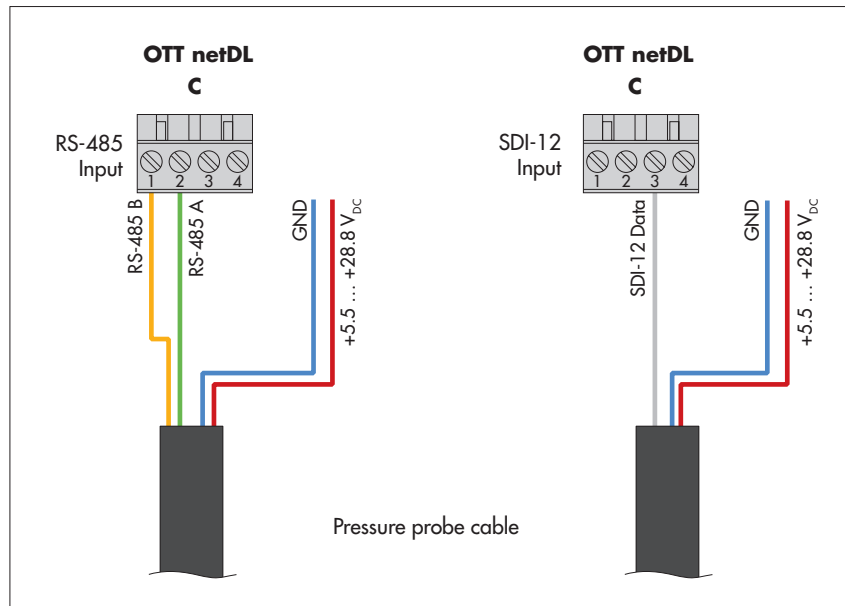 OTT netDL
C
RS-485
Input
1 2 3 4
RS-485 B
RS-485 A
GND
+5.5 ... +28.8 VDC
OTT netDL
C
SDI-12
Input
1 2 3 4
SDI-12 Data
GND
+5.5 ... +28.8 VDC
Pressure probe cable